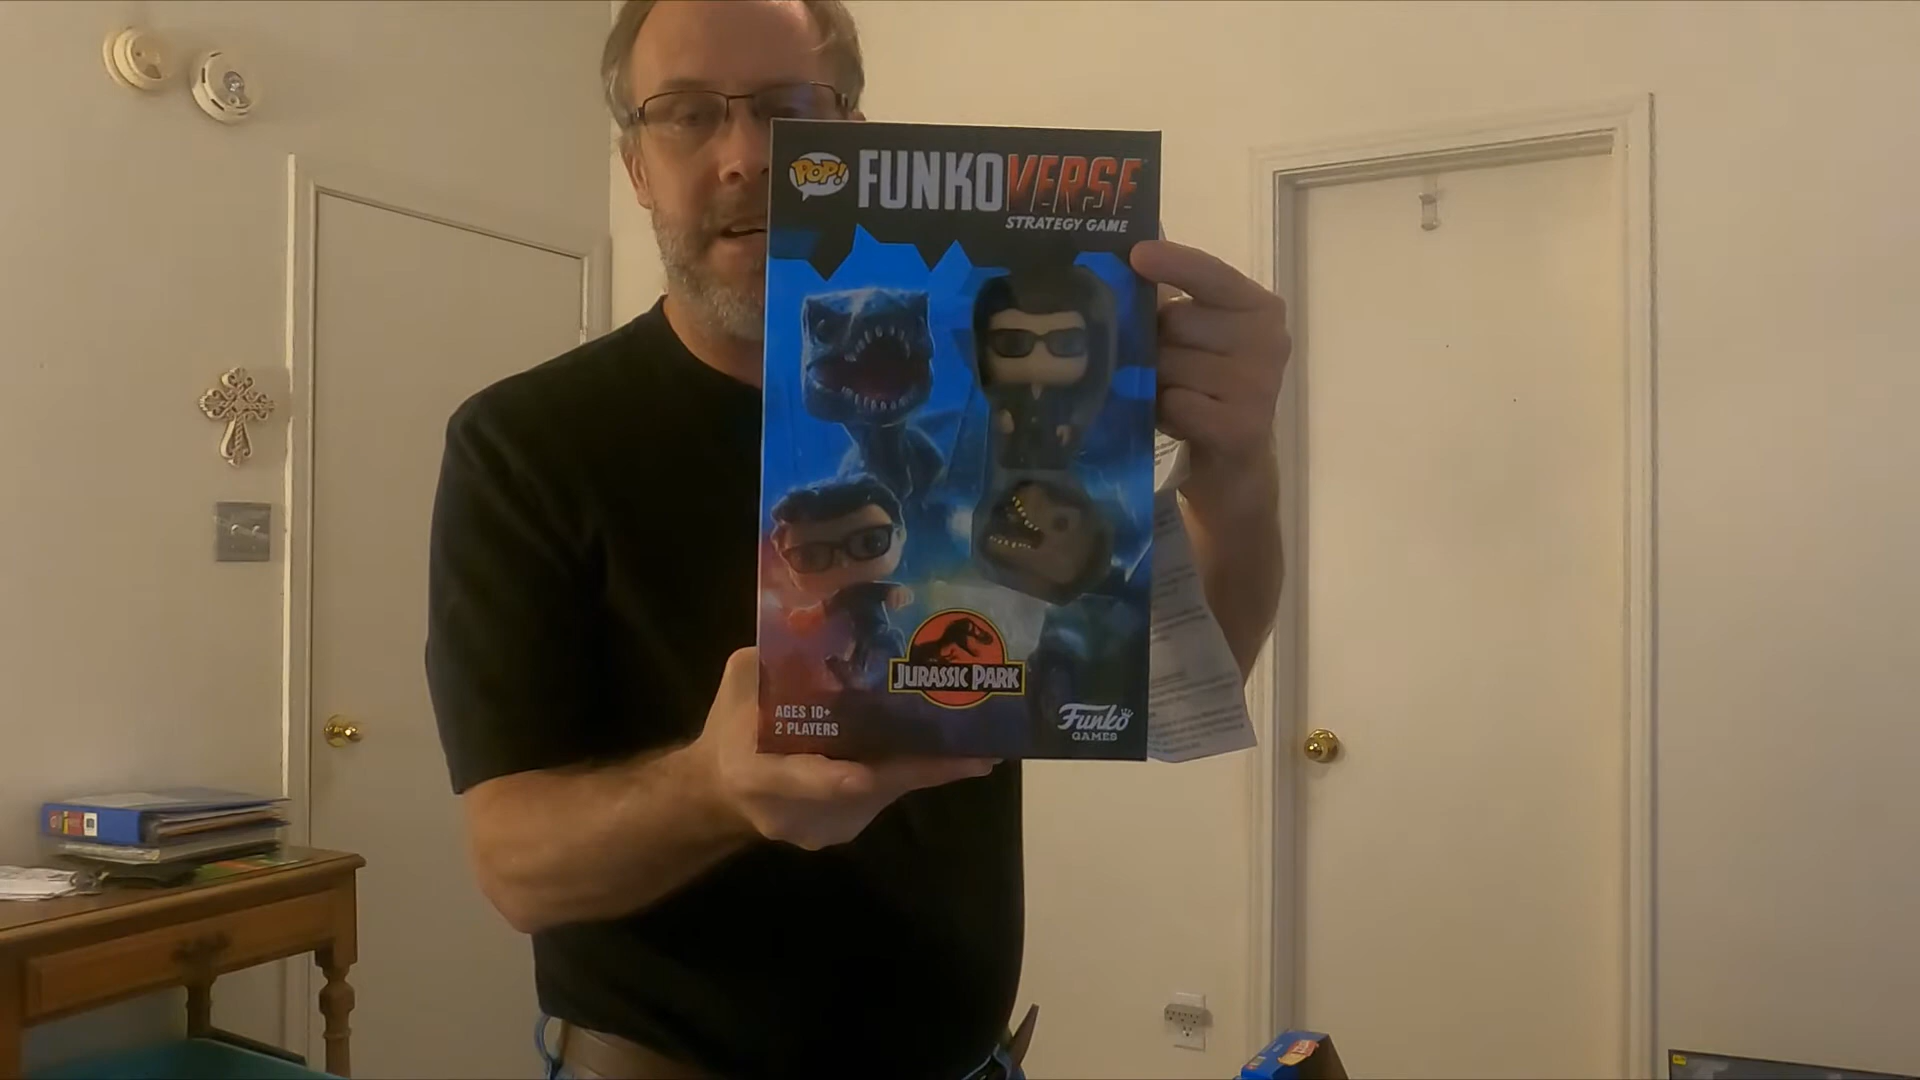 POP!
FUNKOVERSE
STRATEGY GAME
JURASSIC PARK
AGES 10+
2 PLAYERS
Funko
GAMES